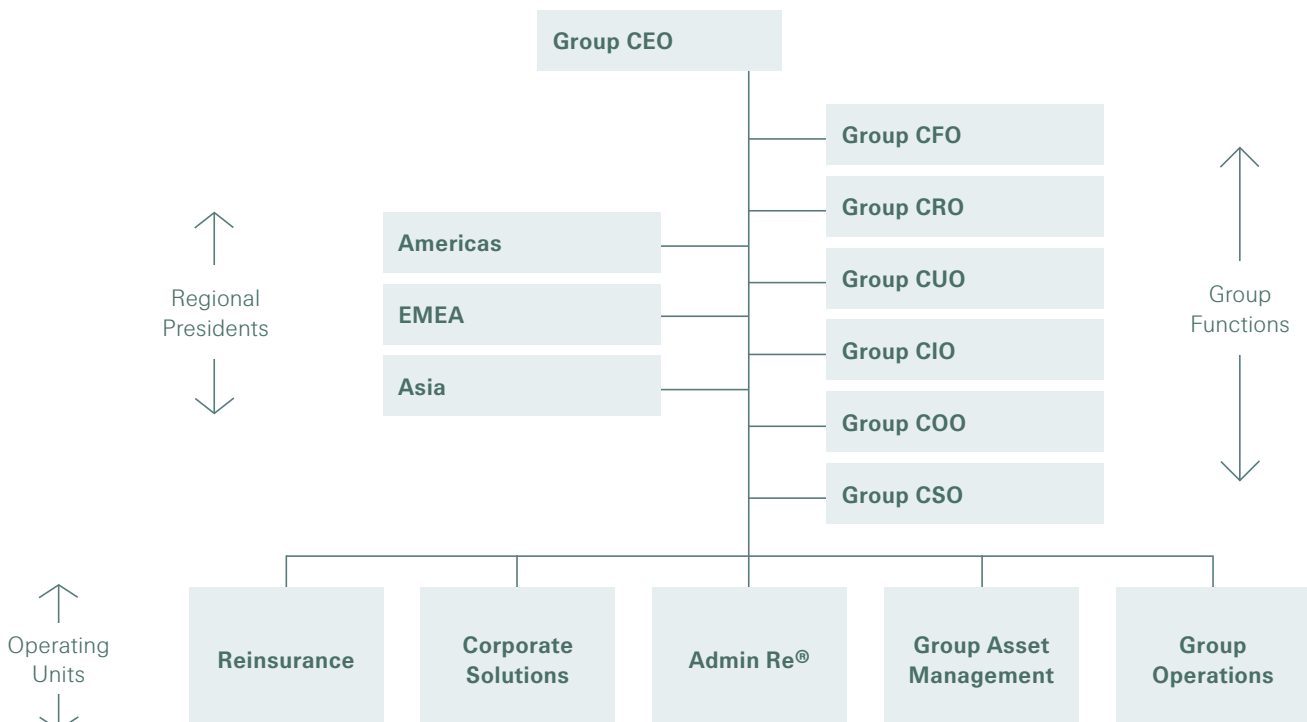 Group CEO
Group CFO
Group CRO
Americas
Group CUO
Regional
Presidents
EMEA
Group
Functions
Group CIO
Asia
Group COO
Group CSO
Operating
Units
Reinsurance
Corporate
Solutions
Admin Re®
Group Asset
Management
Group
Operations